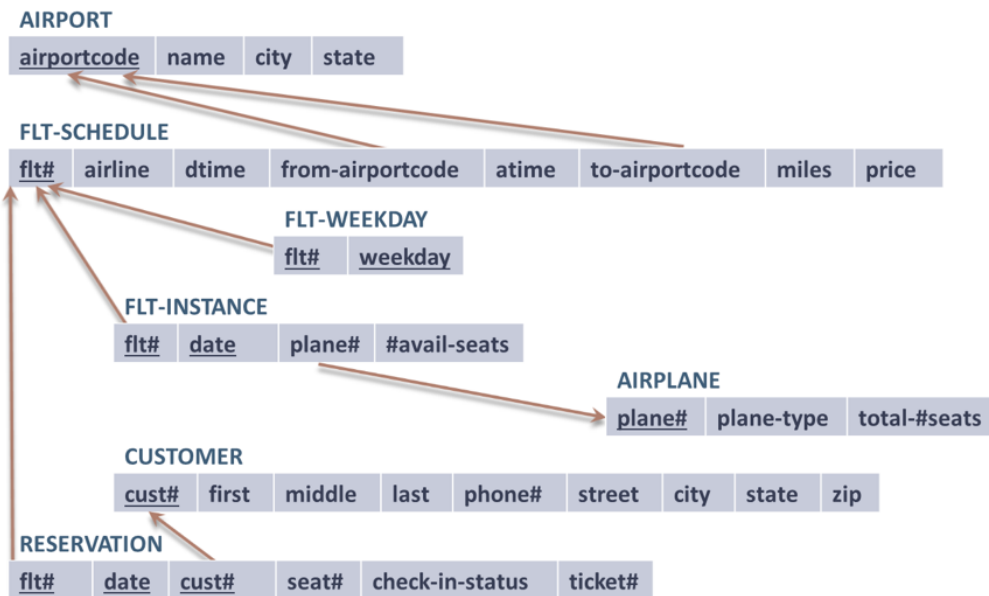 AIRPORT
airportcode name city state
FLT-SCHEDULE
flt# airline dtime from-airportcode atime to-airportcode miles price
FLT-WEEKDAY
flt# weekday
FLT-INSTANCE
flt# date plane# #avail-seats
AIRPLANE
plane# plane-type total-#seats
CUSTOMER
cust# first middle last phone# street city state zip
RESERVATION
flt# date cust# seat# check-in-status ticket#